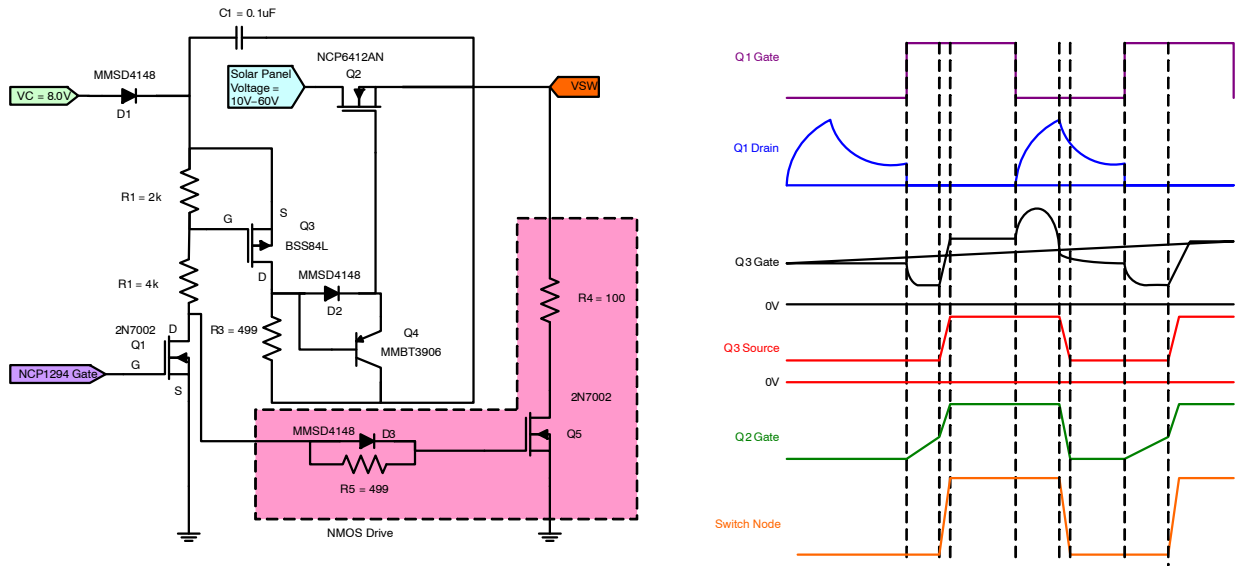 C1 = 0.1uF
NCP6412AN
Q2
MMSD4148
D1
VC = 8.0V
Solar Panel
Voltage =
10V–60V
VSW
R1 = 2k
G
S
Q3
BSS84L
D
MMSD4148
D2
R1 = 4k
R3 = 499
Q4
MMBT3906
R4 = 100
2N7002
Q1
D
G
S
NCP1294 Gate
2N7002
Q5
MMSD4148
D3
R5 = 499
NMOS Drive
Q1 Gate
Q1 Drain
Q3 Gate
0V
Q3 Source
0V
Q2 Gate
Switch Node